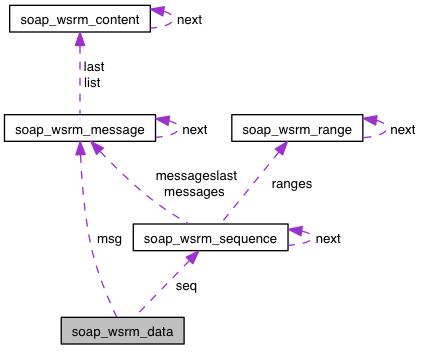 soap_wsrm_content
next
last
list
soap_wsrm_message
next
soap_wsrm_range
next
messageslast
messages
ranges
msg
soap_wsrm_sequence
next
seq
soap_wsrm_data